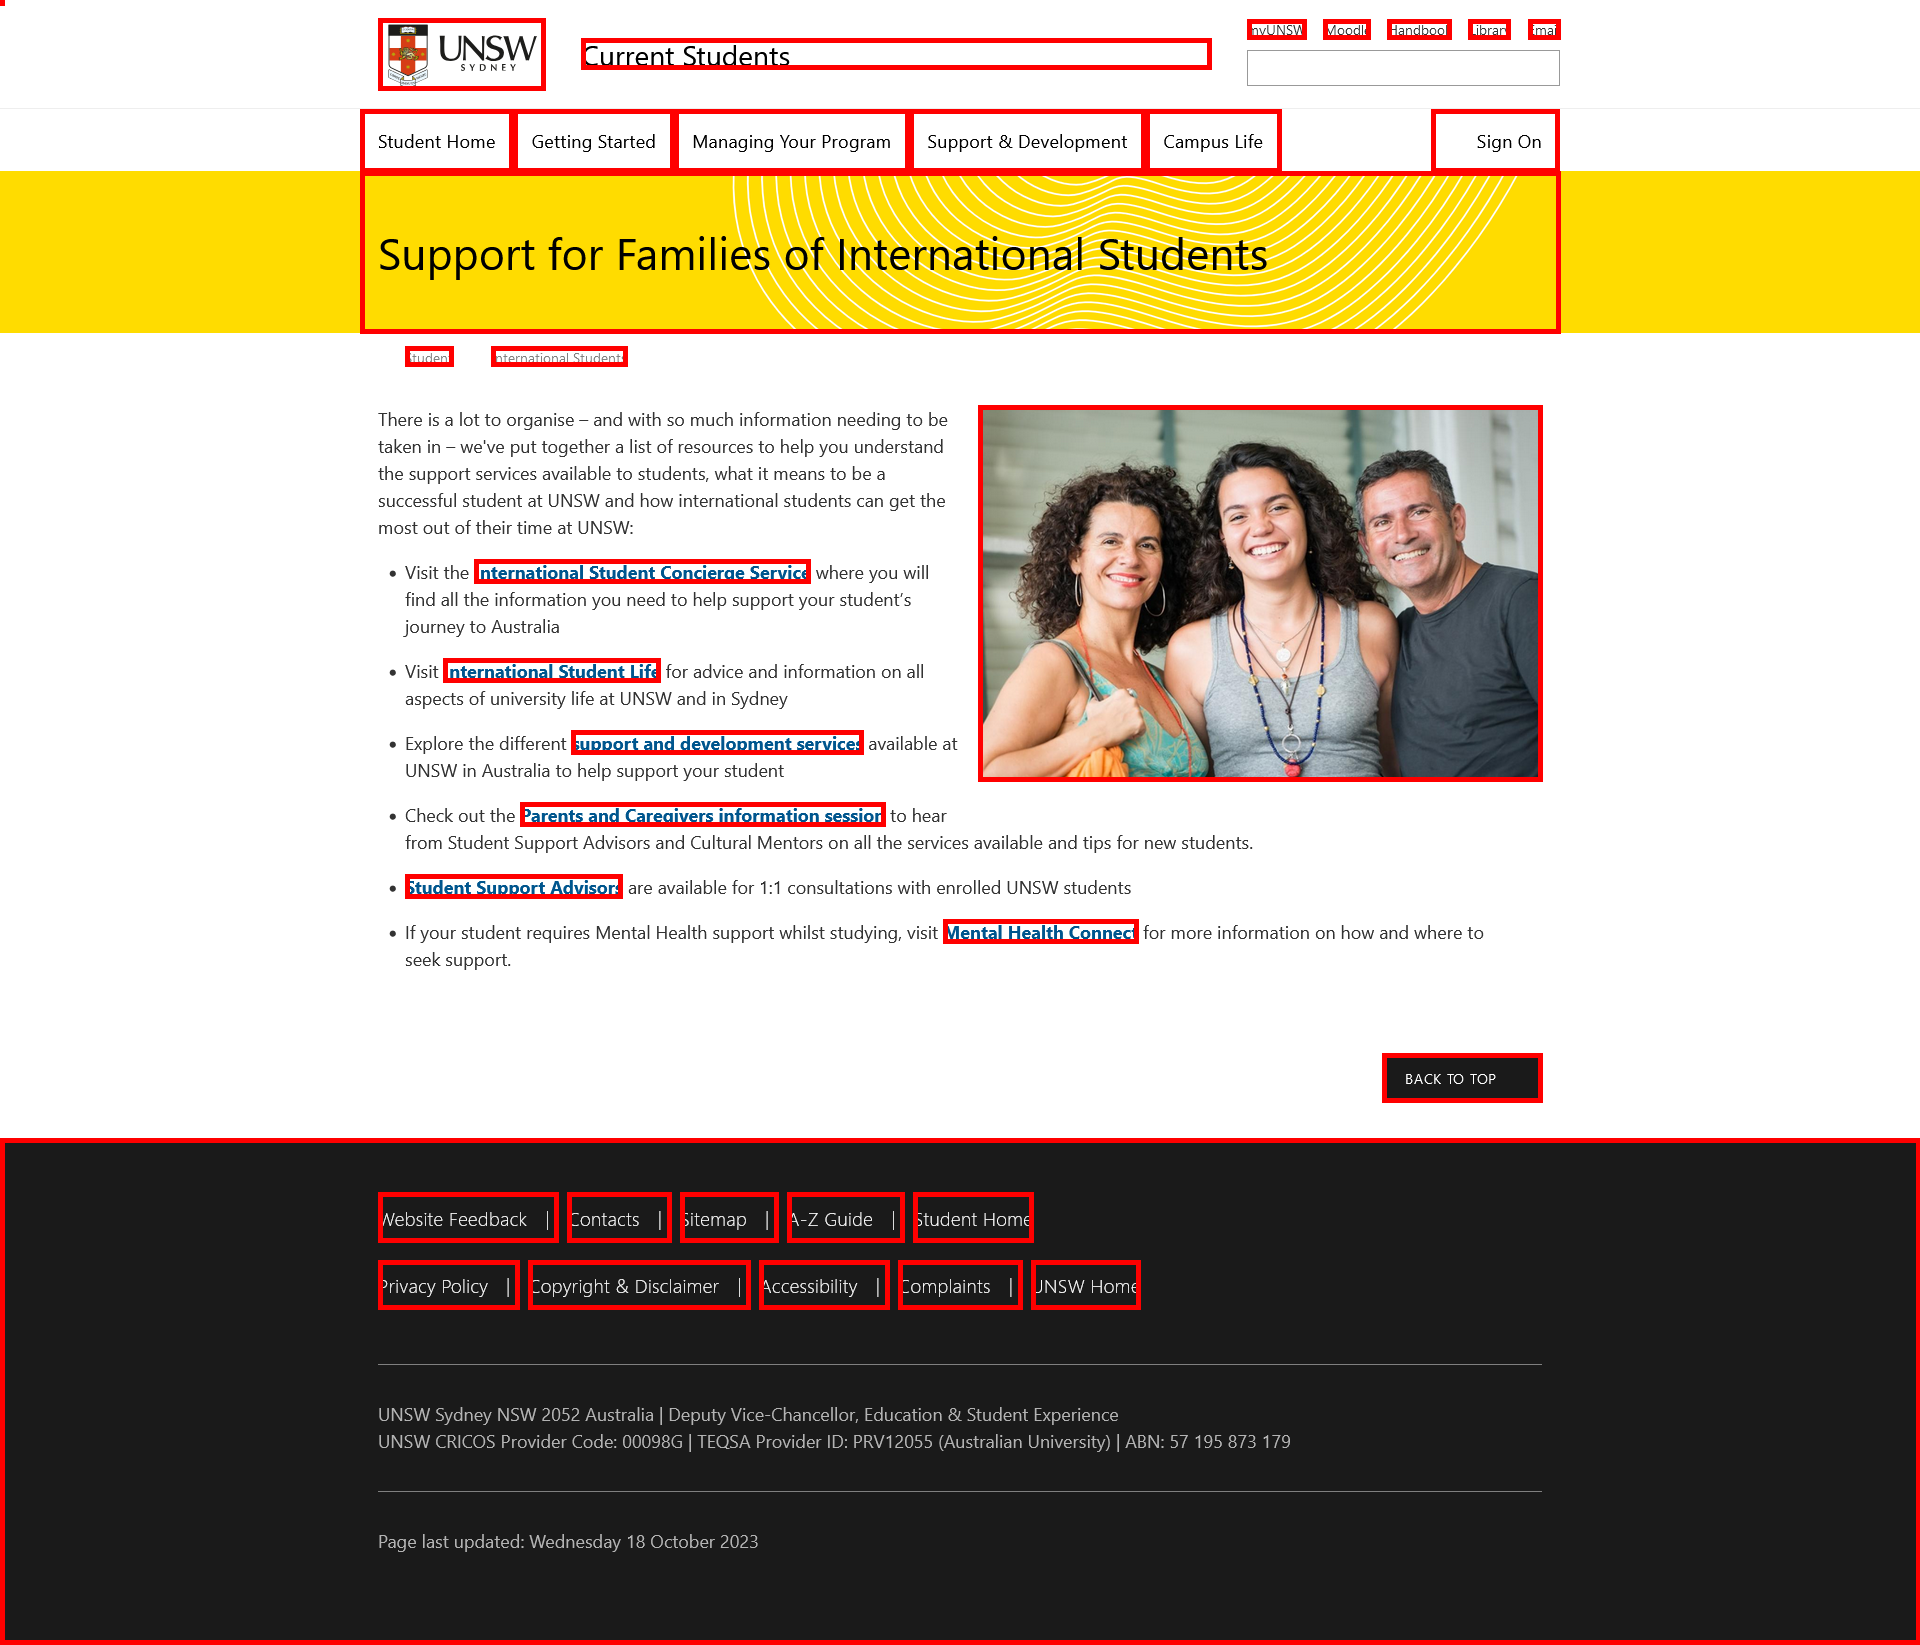 UNSW
SYDNEY
Current Students
myUNSW Moodle Handbook Library Email
Student Home Getting Started Managing Your Program Support & Development Campus Life Sign On
Support for Families of International Students
Student International Students
There is a lot to organise – and with so much information needing to be
taken in – we've put together a list of resources to help you understand
the support services available to students, what it means to be a
successful student at UNSW and how international students can get the
most out of their time at UNSW:
• Visit the International Student Concierge Service where you will
find all the information you need to help support your student’s
journey to Australia
• Visit International Student Life for advice and information on all
aspects of university life at UNSW and in Sydney
• Explore the different support and development services available at
UNSW in Australia to help support your student
• Check out the Parents and Caregivers information session to hear
from Student Support Advisors and Cultural Mentors on all the services available and tips for new students.
• Student Support Advisors are available for 1:1 consultations with enrolled UNSW students
• If your student requires Mental Health support whilst studying, visit Mental Health Connect for more information on how and where to
seek support.
BACK TO TOP
Website Feedback | Contacts | Sitemap | A-Z Guide | Student Home
Privacy Policy | Copyright & Disclaimer | Accessibility | Complaints | UNSW Home
UNSW Sydney NSW 2052 Australia | Deputy Vice-Chancellor, Education & Student Experience
UNSW CRICOS Provider Code: 00098G | TEQSA Provider ID: PRV12055 (Australian University) | ABN: 57 195 873 179
Page last updated: Wednesday 18 October 2023